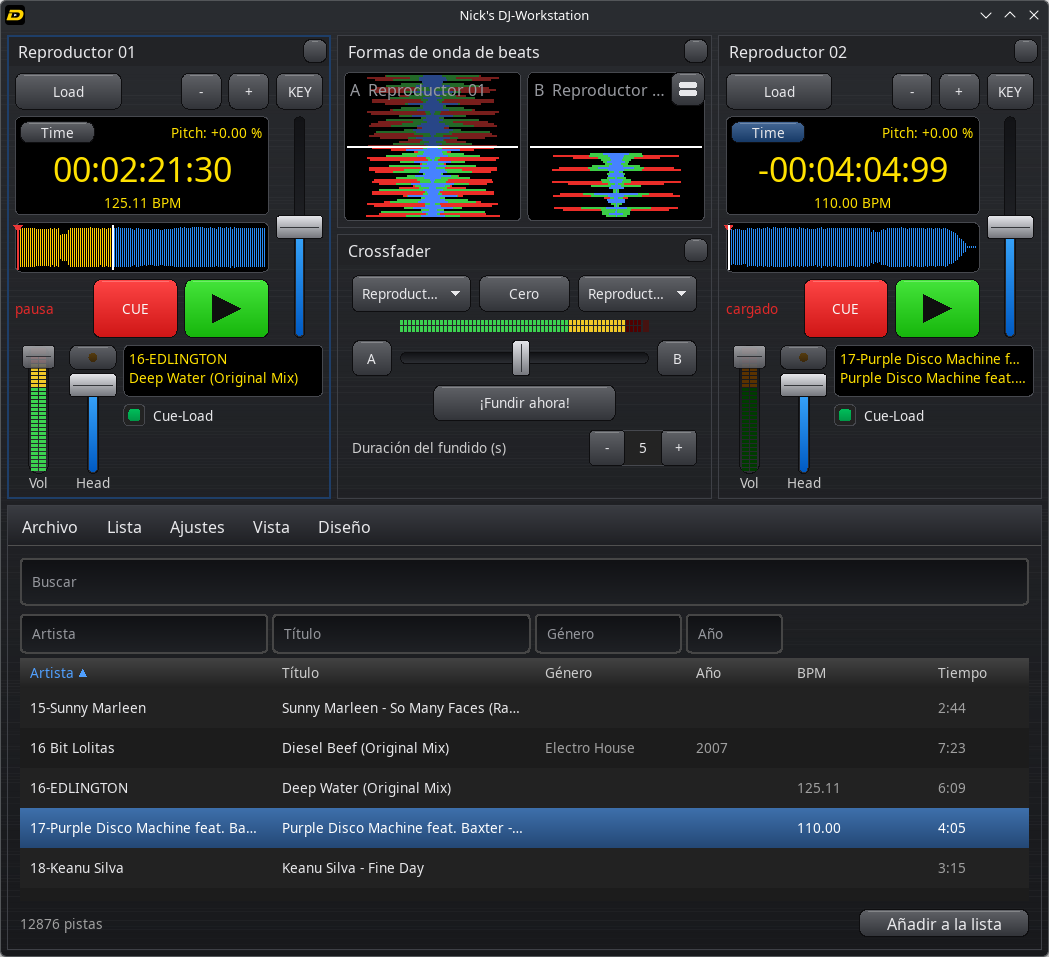 Nick's DJ-Workstation
Reproductor 01
Load
-
+
KEY
Time
Pitch: +0.00 %
00:02:21:30
125.11 BPM
pausa
CUE
16-EDLINGTON
Deep Water (Original Mix)
Cue-Load
Vol
Head
Formas de onda de beats
A Reproductor 01
B Reproductor ...
Crossfader
Reproduct...
Cero
Reproduct...
A
B
¡Fundir ahora!
Duración del fundido (s)
-
5
+
Reproductor 02
Load
-
+
KEY
Time
Pitch: +0.00 %
-00:04:04:99
110.00 BPM
cargado
CUE
17-Purple Disco Machine f...
Purple Disco Machine feat....
Cue-Load
Vol
Head
Archivo Lista Ajustes Vista Diseño
Buscar
Artista Título Género Año
Artista Título Género Año BPM Tiempo
15-Sunny Marleen Sunny Marleen - So Many Faces (Ra... 2:44
16 Bit Lolitas Diesel Beef (Original Mix) Electro House 2007 7:23
16-EDLINGTON Deep Water (Original Mix) 125.11 6:09
17-Purple Disco Machine feat. Ba... Purple Disco Machine feat. Baxter -... 110.00 4:05
18-Keanu Silva Keanu Silva - Fine Day 3:15
12876 pistas
Añadir a la lista